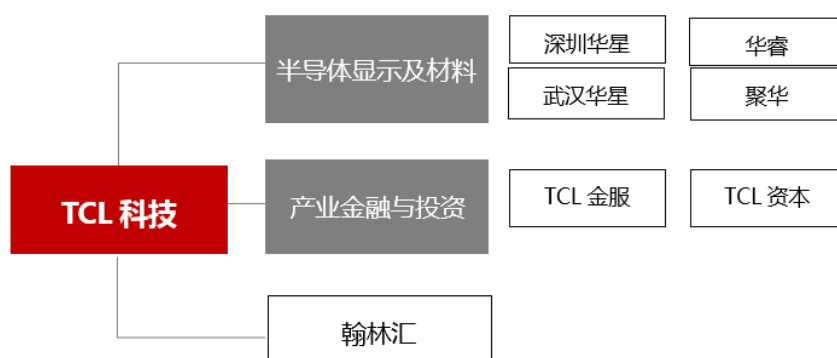 深圳华星
华睿
半导体显示及材料
武汉华星
聚华
TCL 科技
产业金融与投资
TCL 金服
TCL 资本
翰林汇